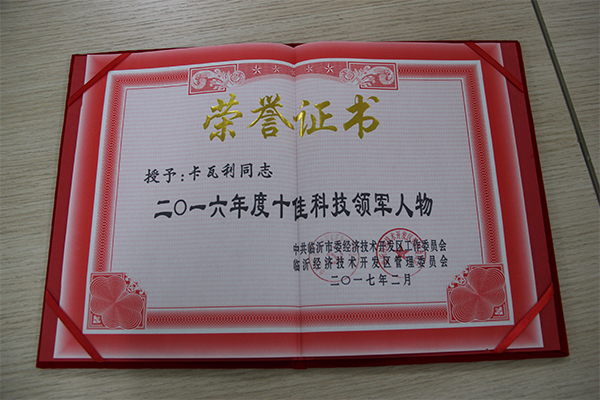 荣誉证书
授予:卡瓦利同志
二〇一六年度十佳科技领军人物
中共临沂市委经济技术开发区工作委员会
临沂经济技术开发区管理委员会
二〇一七年二月